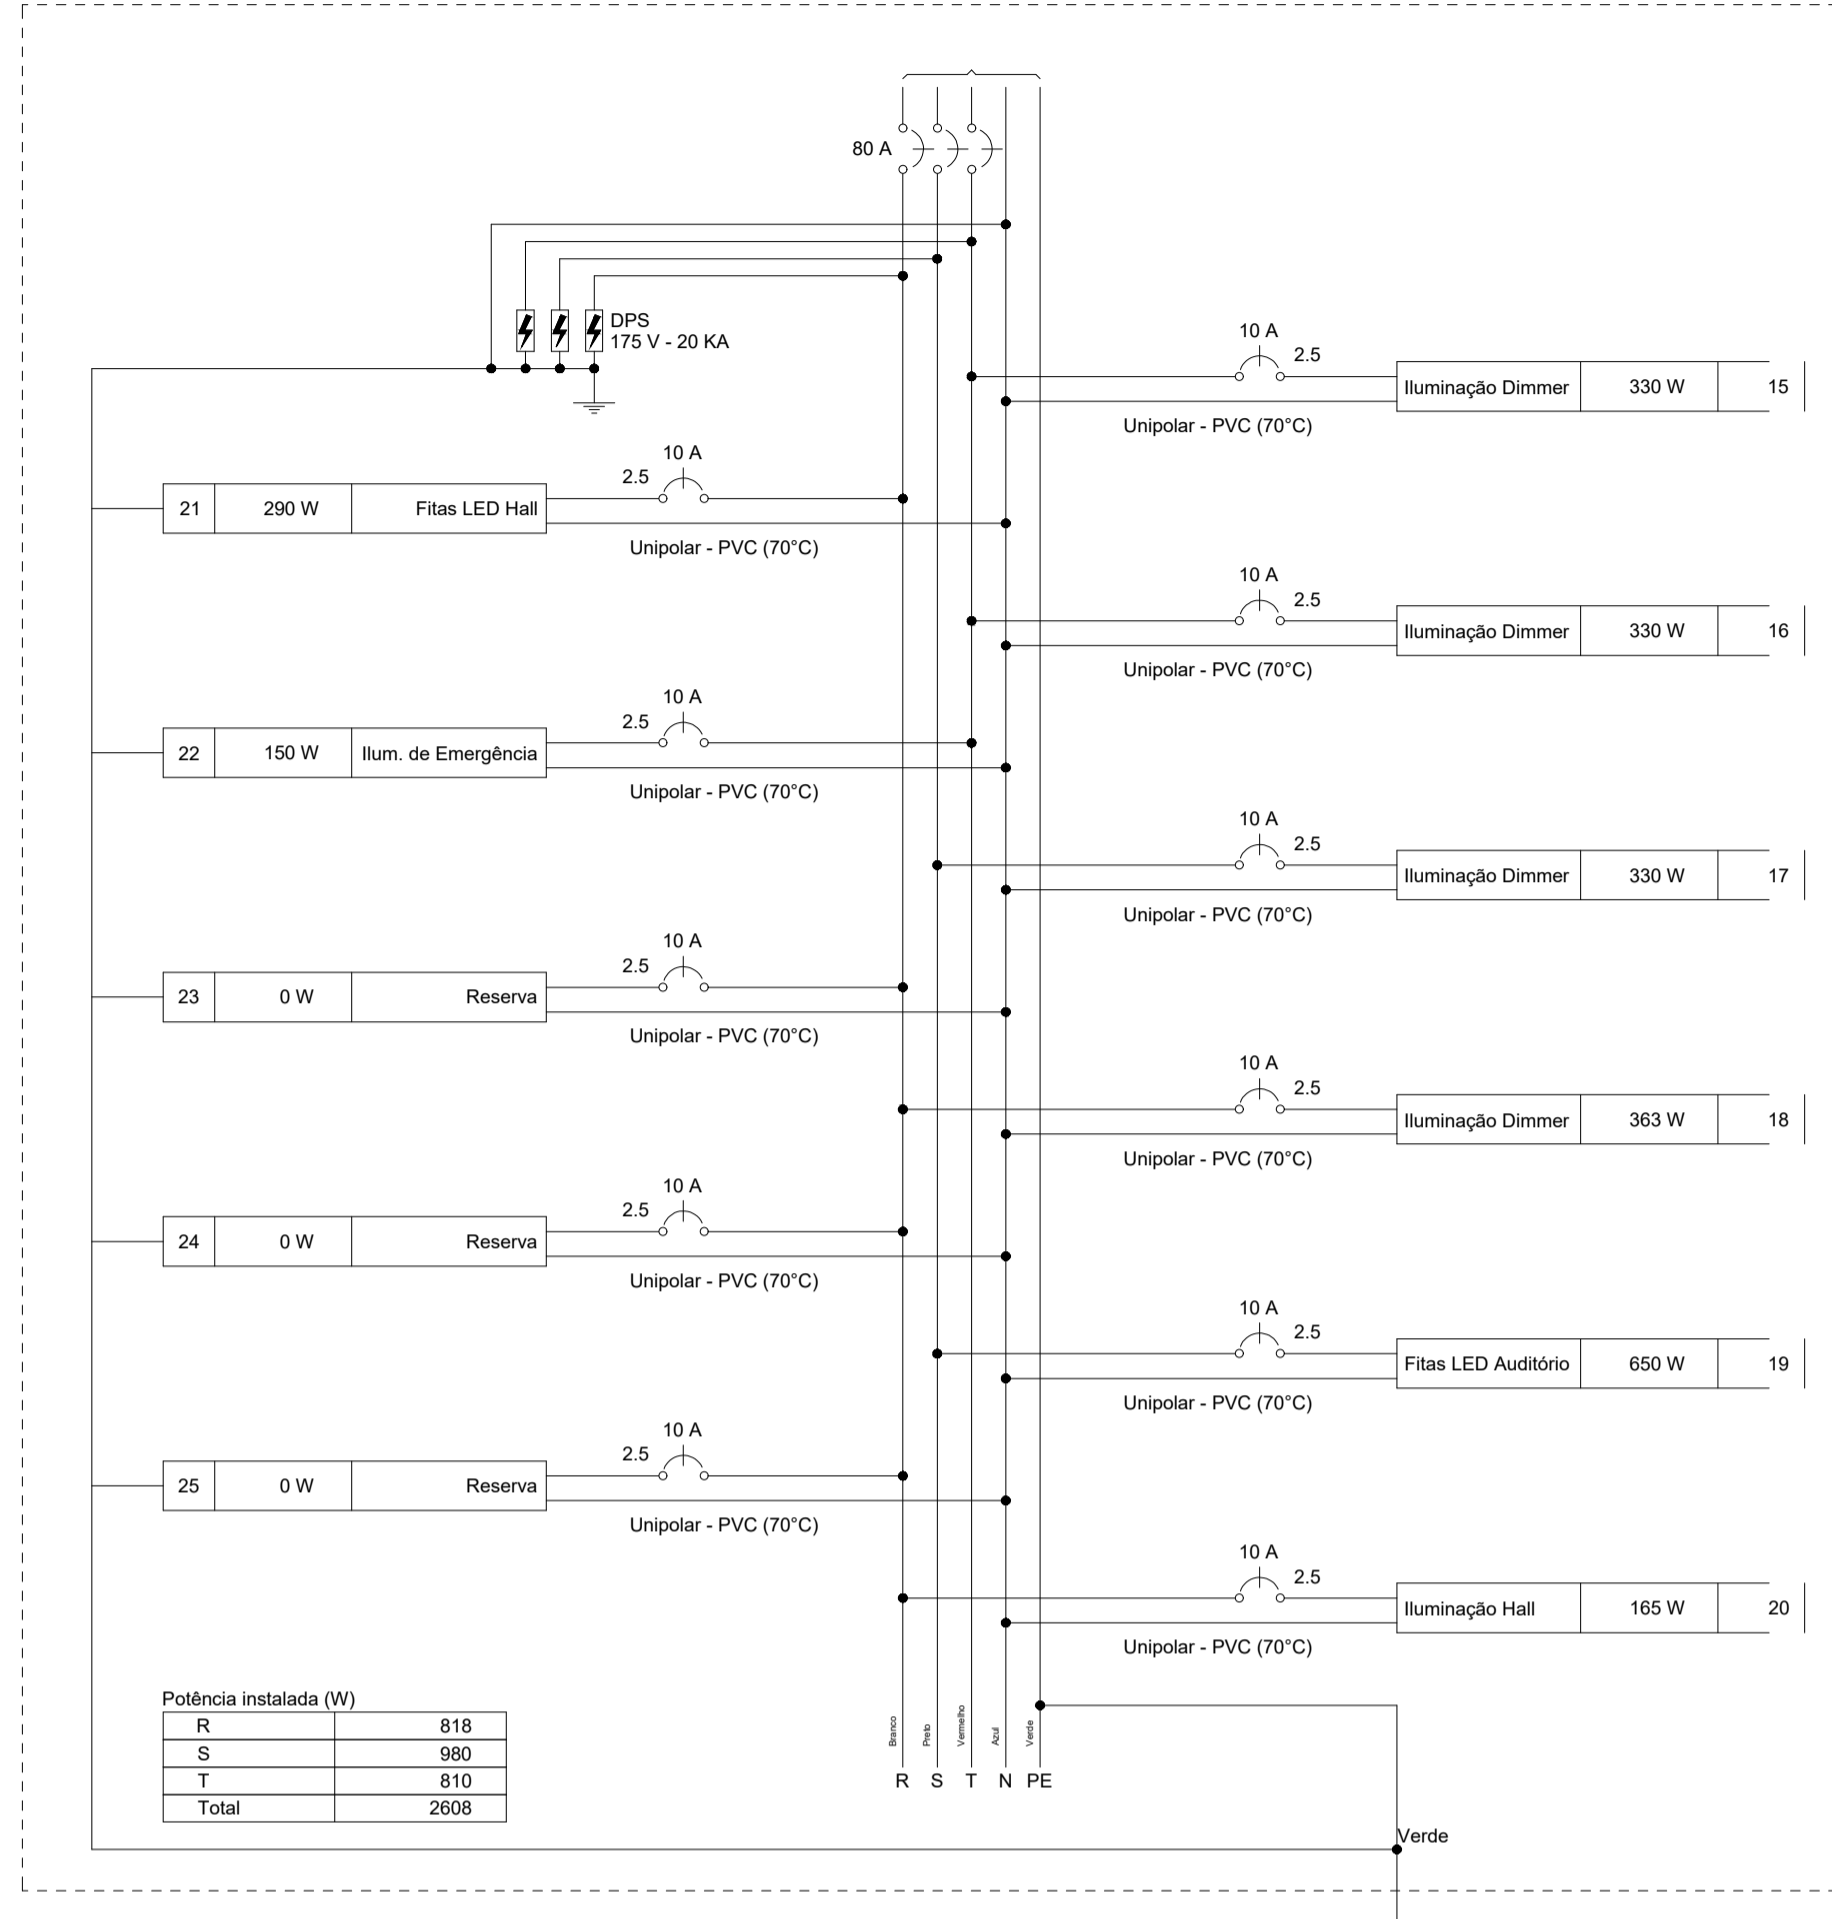 80 A
DPS
175 V - 20 KA
10 A
2.5
Iluminação Dimmer 330 W 15
Unipolar - PVC (70°C)
10 A
2.5
21 290 W Fitas LED Hall
Unipolar - PVC (70°C)
10 A
2.5
Iluminação Dimmer 330 W 16
Unipolar - PVC (70°C)
10 A
2.5
22 150 W Ilum. de Emergência
Unipolar - PVC (70°C)
10 A
2.5
Iluminação Dimmer 330 W 17
Unipolar - PVC (70°C)
10 A
2.5
23 0 W Reserva
Unipolar - PVC (70°C)
10 A
2.5
Iluminação Dimmer 363 W 18
Unipolar - PVC (70°C)
10 A
2.5
24 0 W Reserva
Unipolar - PVC (70°C)
10 A
2.5
Fitas LED Auditório 650 W 19
Unipolar - PVC (70°C)
10 A
2.5
25 0 W Reserva
Unipolar - PVC (70°C)
10 A
2.5
Iluminação Hall 165 W 20
Unipolar - PVC (70°C)
Potência instalada (W)
R 818
S 980
T 810
Total 2608
Branco Preto Vermelho Azul Verde
R S T N PE
Verde